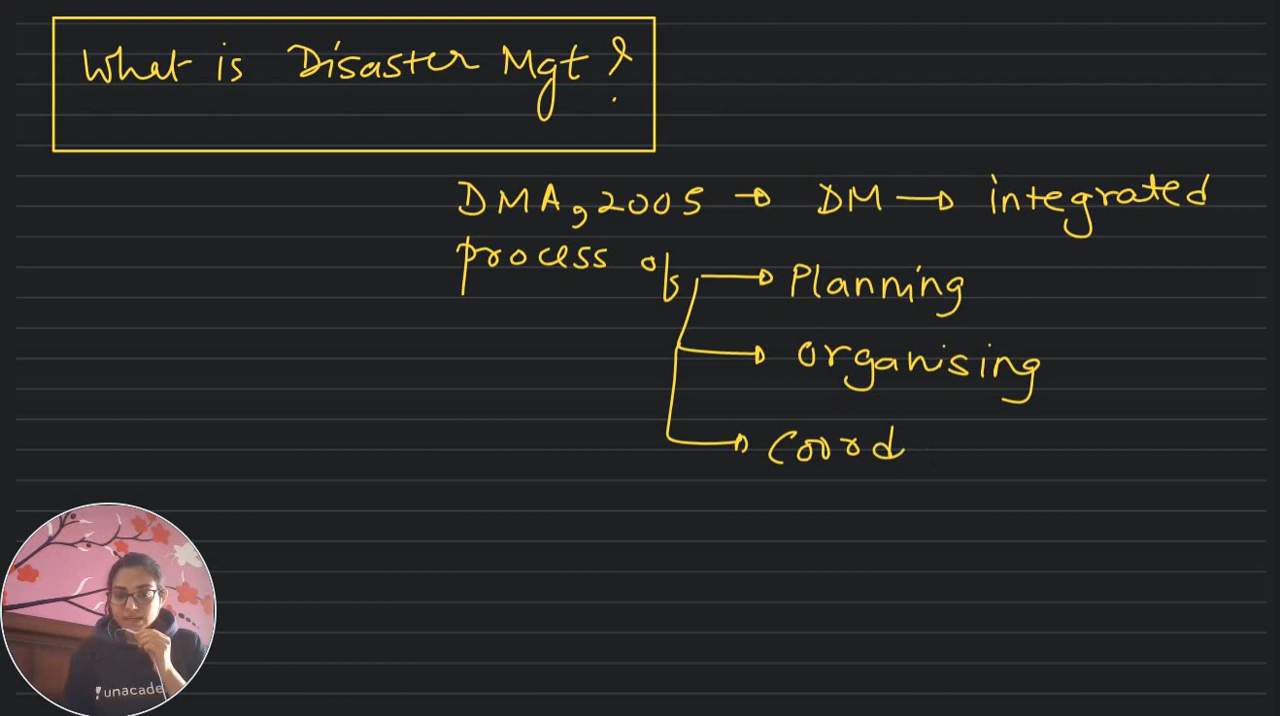 What is Disaster Mgt ?
DMA, 2005 → DM → integrated
process of → Planning
→ Organising
→ Coord
unacade